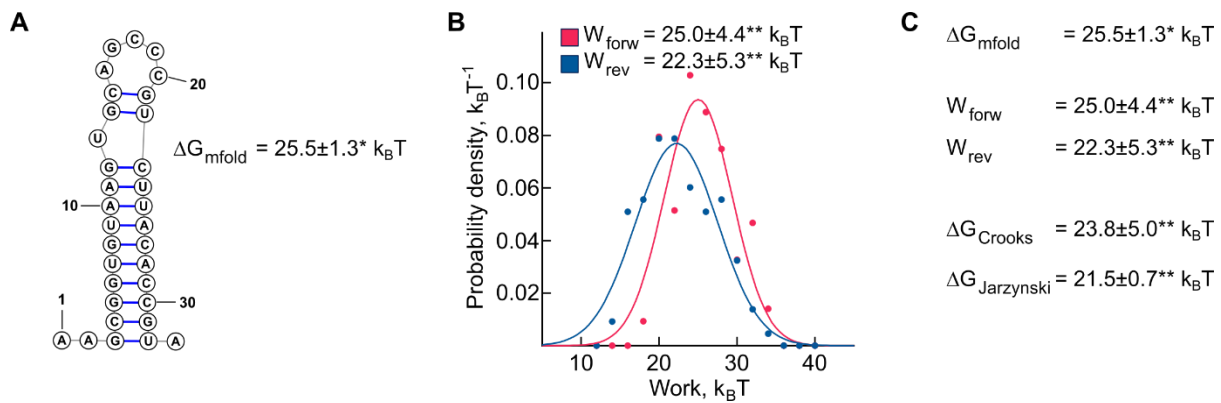 A
G C C
A C
20
C G
G U
U
ΔGmfold = 25.5±1.3* kBT
G C
A U
10 A U
U A
G C
U A
G C
1 G C 30
C G
A A G U A
B
Wforw = 25.0±4.4** kBT
Wrev = 22.3±5.3** kBT
Probability density, kBT-1
0.10
0.08
0.06
0.04
0.02
10 20 30 40
Work, kBT
C
ΔGmfold = 25.5±1.3* kBT
Wforw = 25.0±4.4** kBT
Wrev = 22.3±5.3** kBT
ΔGCrooks = 23.8±5.0** kBT
ΔGJarzynski = 21.5±0.7** kBT